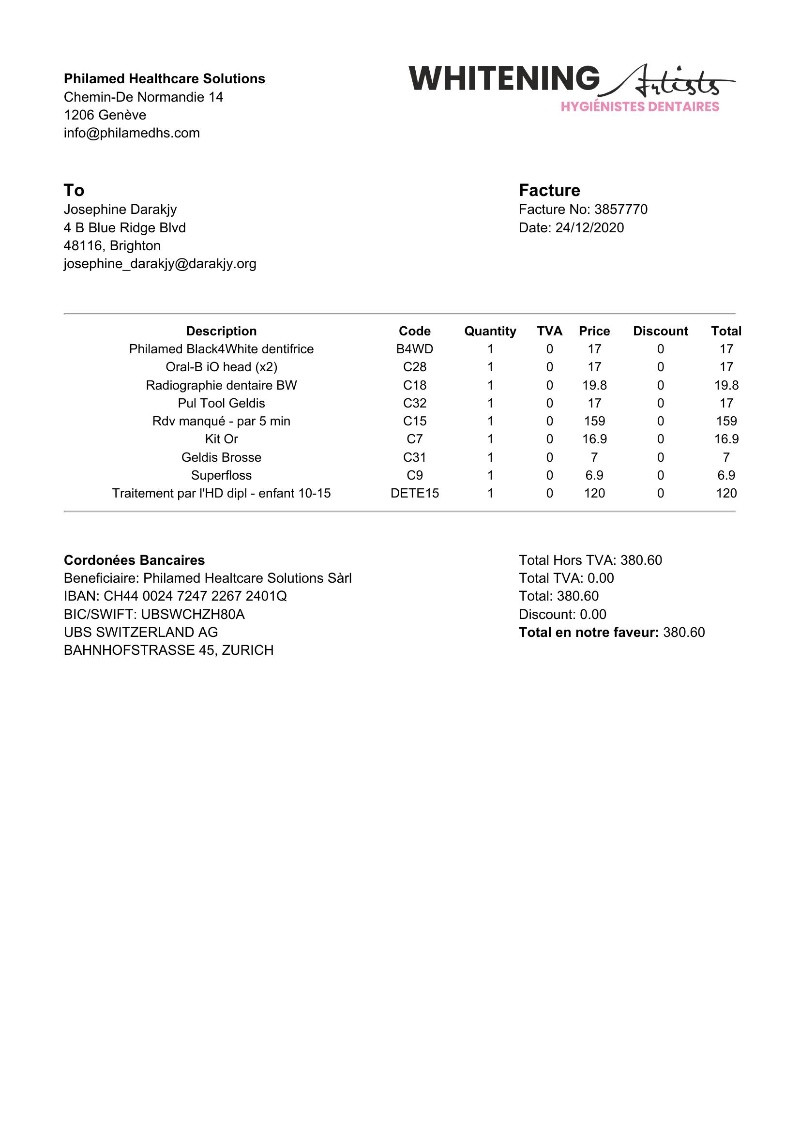 Philamed Healthcare Solutions
Chemin-De Normandie 14
1206 Genève
info@philamedhs.com
WHITENING Artists
HYGIÉNISTES DENTAIRES
To
Josephine Darakjy
4 B Blue Ridge Blvd
48116, Brighton
josephine_darakjy@darakjy.org
Facture
Facture No: 3857770
Date: 24/12/2020
Description Code Quantity TVA Price Discount Total
Philamed Black4White dentifrice B4WD 1 0 17 0 17
Oral-B iO head (x2) C28 1 0 17 0 17
Radiographie dentaire BW C18 1 0 19.8 0 19.8
Pul Tool Geldis C32 1 0 17 0 17
Rdv manqué - par 5 min C15 1 0 159 0 159
Kit Or C7 1 0 16.9 0 16.9
Geldis Brosse C31 1 0 7 0 7
Superfloss C9 1 0 6.9 0 6.9
Traitement par l'HD dipl - enfant 10-15 DETE15 1 0 120 0 120
Cordonées Bancaires
Beneficiaire: Philamed Healtcare Solutions Sàrl
IBAN: CH44 0024 7247 2267 2401Q
BIC/SWIFT: UBSWCHZH80A
UBS SWITZERLAND AG
BAHNHOFSTRASSE 45, ZURICH
Total Hors TVA: 380.60
Total TVA: 0.00
Total: 380.60
Discount: 0.00
Total en notre faveur: 380.60